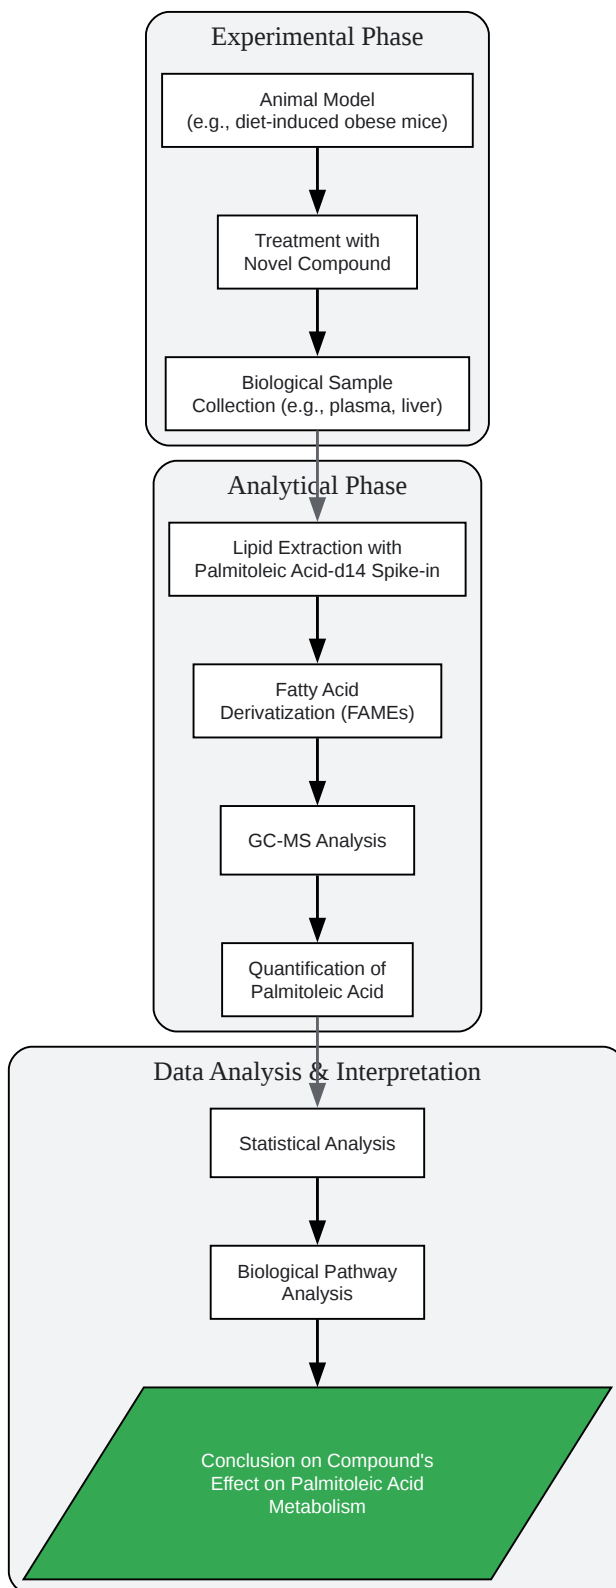 Experimental Phase
Animal Model
(e.g., diet-induced obese mice)
Treatment with
Novel Compound
Biological Sample
Collection (e.g., plasma, liver)
Analytical Phase
Lipid Extraction with
Palmitoleic Acid-d14 Spike-in
Fatty Acid
Derivatization (FAMEs)
GC-MS Analysis
Quantification of
Palmitoleic Acid
Data Analysis & Interpretation
Statistical Analysis
Biological Pathway
Analysis
Conclusion on Compound's
Effect on Palmitoleic Acid
Metabolism